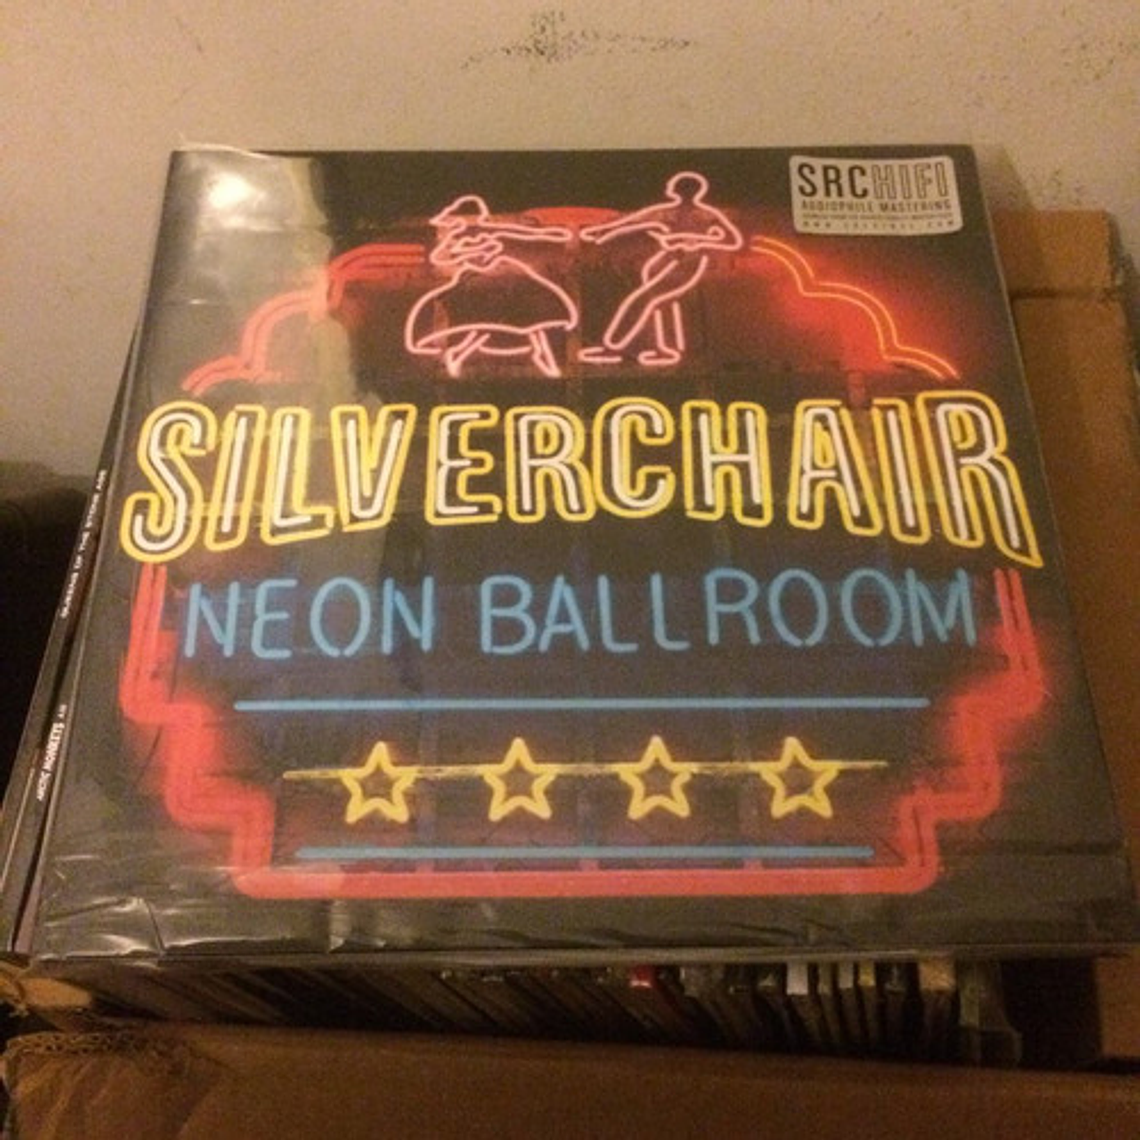 SRCHIFI
AUDIOPHILE MASTERING
SILVERCHAIR
NEON BALLROOM